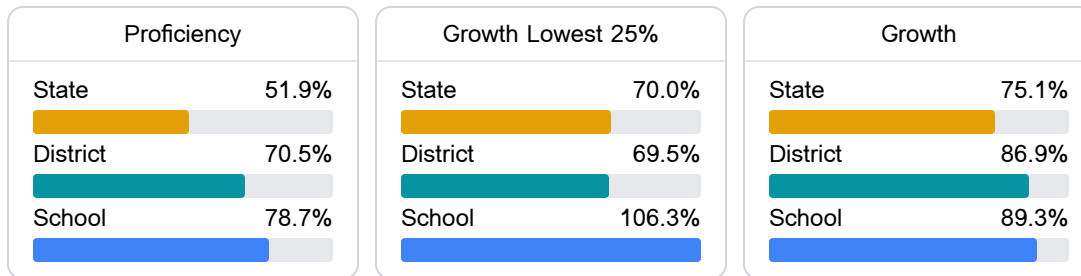 Proficiency
State 51.9%
District 70.5%
School 78.7%
Growth Lowest 25%
State 70.0%
District 69.5%
School 106.3%
Growth
State 75.1%
District 86.9%
School 89.3%